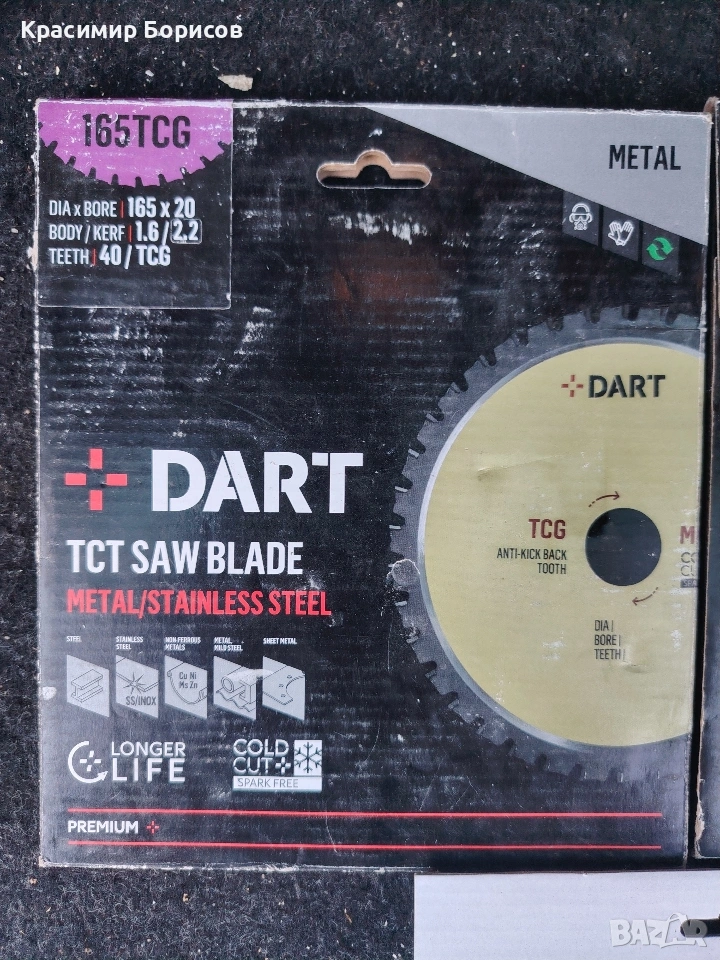 Красимир Борисов
165TCG
METAL
DIA x BORE | 165 x 20
BODY / KERF | 1.6 / 2.2
TEETH | 40 / TCG
DART
DART
TCT SAW BLADE
METAL/STAINLESS STEEL
TCG
ANTI-KICK BACK
TOOTH
M
DIA |
BORE |
TEETH |
STEEL
STAINLESS
STEEL
NON-FERROUS
METALS
METAL
MILD STEEL
SHEET METAL
SS/INOX
Cu Ni
Ms Zn
LONGER
LIFE
COLD
CUT
SPARK FREE
PREMIUM
BAZAR